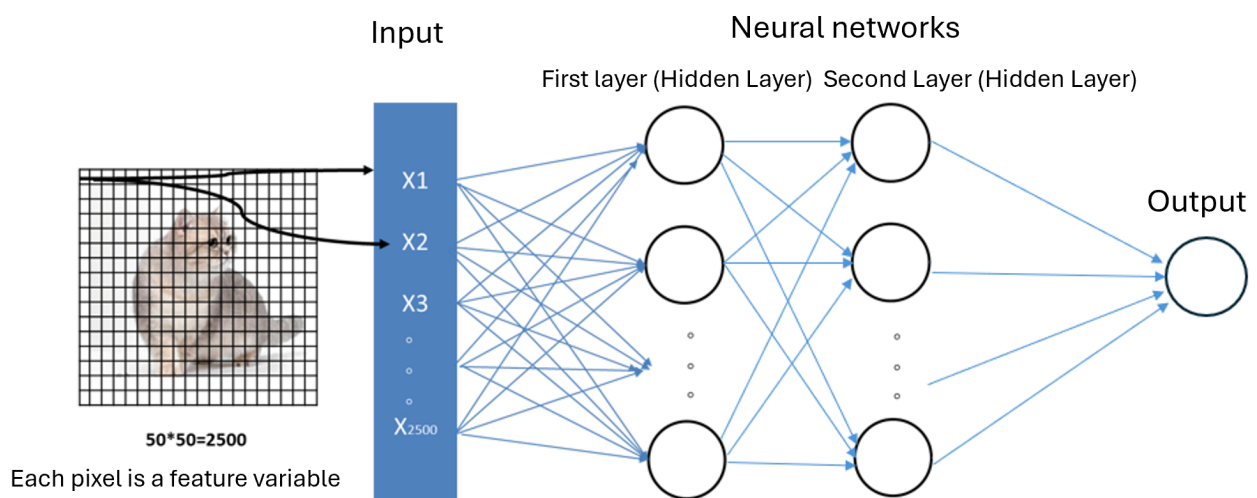 Input
Neural networks
First layer (Hidden Layer) Second Layer (Hidden Layer)
X1
X2
X3
X2500
Output
50*50=2500
Each pixel is a feature variable